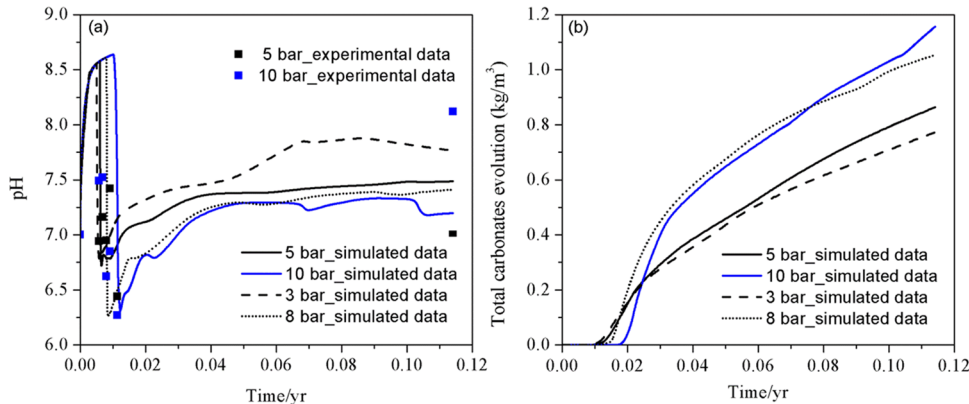 (a)
9.0
8.5
8.0
7.5
7.0
6.5
6.0
pH
5 bar_experimental data
10 bar_experimental data
5 bar_simulated data
10 bar_simulated data
3 bar_simulated data
8 bar_simulated data
0.00 0.02 0.04 0.06 0.08 0.10 0.12
Time/yr
(b)
1.2
1.0
0.8
0.6
0.4
0.2
0.0
Total carbonates evolution (kg/m³)
5 bar_simulated data
10 bar_simulated data
3 bar_simulated data
8 bar_simulated data
0.00 0.02 0.04 0.06 0.08 0.10 0.12
Time/yr